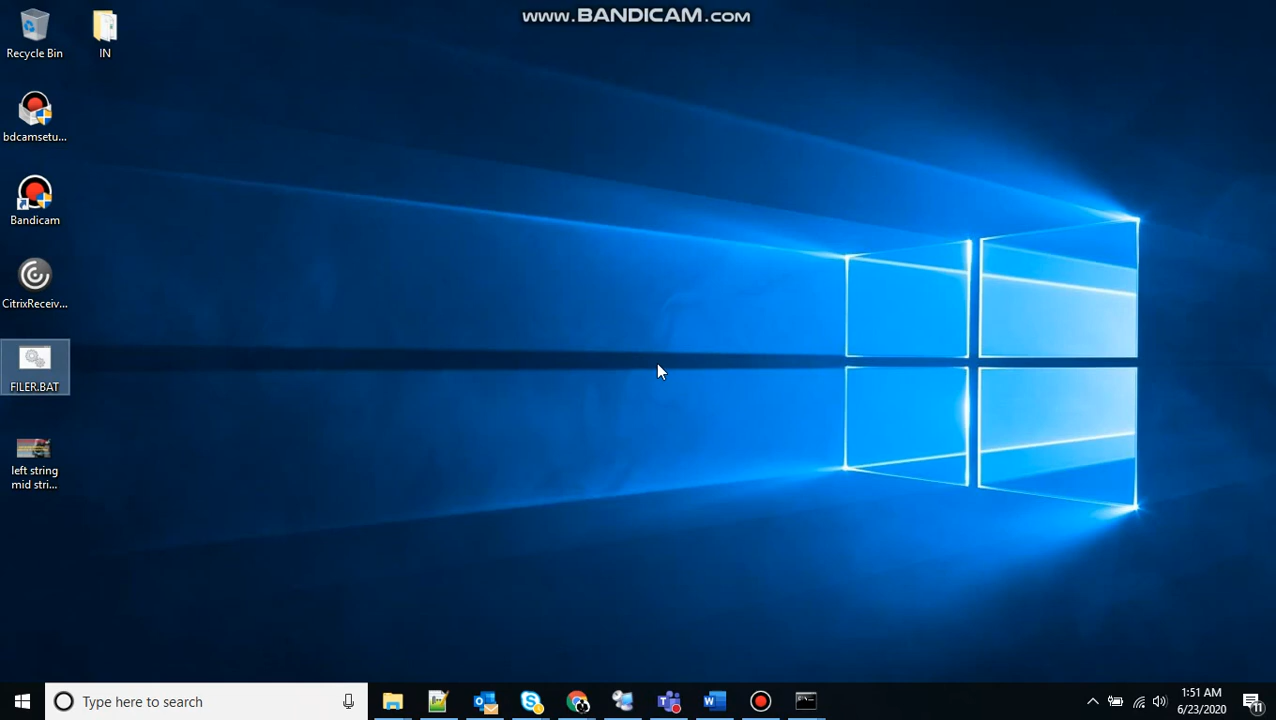 www.BANDICAM.com
Recycle Bin
IN
bdcamsetu...
Bandicam
CitrixReceiv...
FILER.BAT
left string
mid stri...
Type here to search
1:51 AM
6/23/2020
11